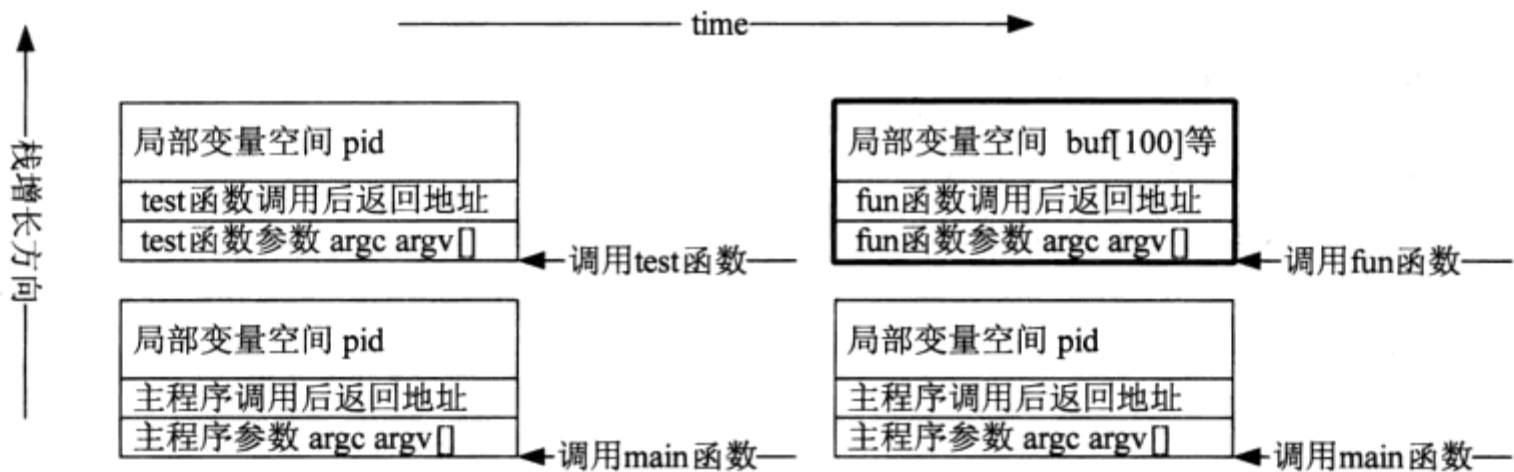 time
栈增长方向
局部变量空间 pid
test函数调用后返回地址
test函数参数 argc argv[]
调用test函数
局部变量空间 pid
主程序调用后返回地址
主程序参数 argc argv[]
调用main函数
局部变量空间 buf[100]等
fun函数调用后返回地址
fun函数参数 argc argv[]
调用fun函数
局部变量空间 pid
主程序调用后返回地址
主程序参数 argc argv[]
调用main函数